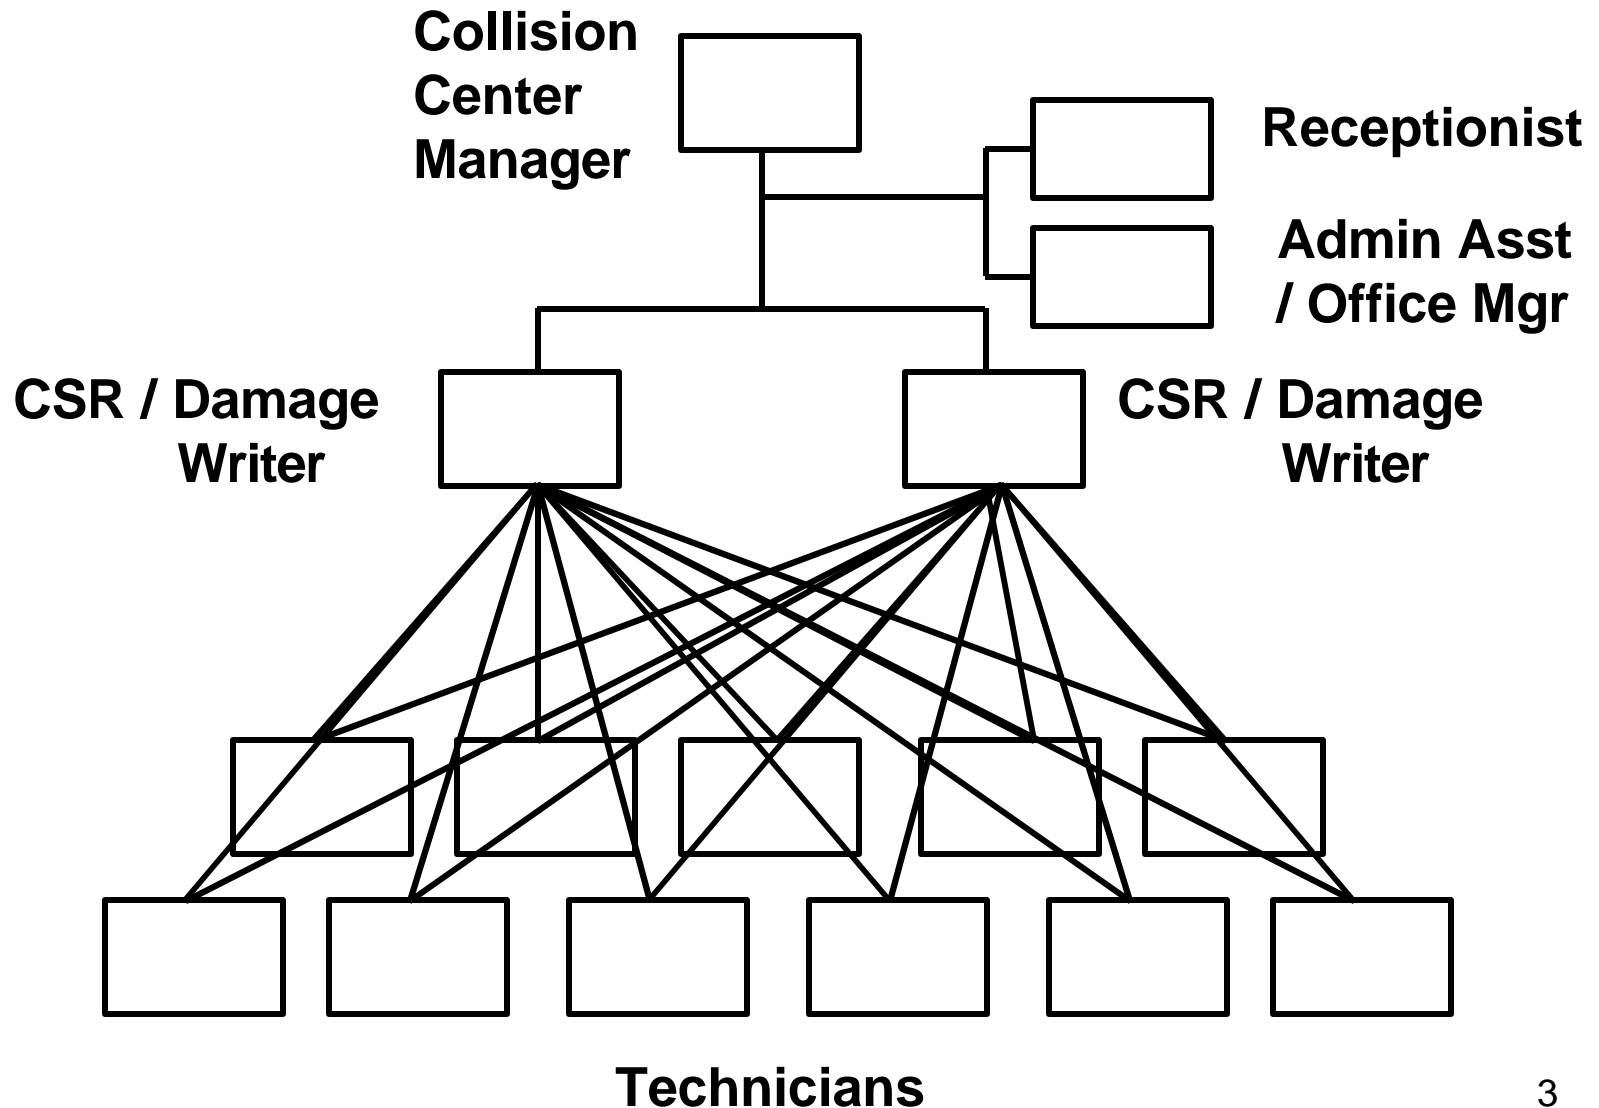 Collision
Center
Manager
Receptionist
Admin Asst
/ Office Mgr
CSR / Damage
Writer
CSR / Damage
Writer
Technicians
3